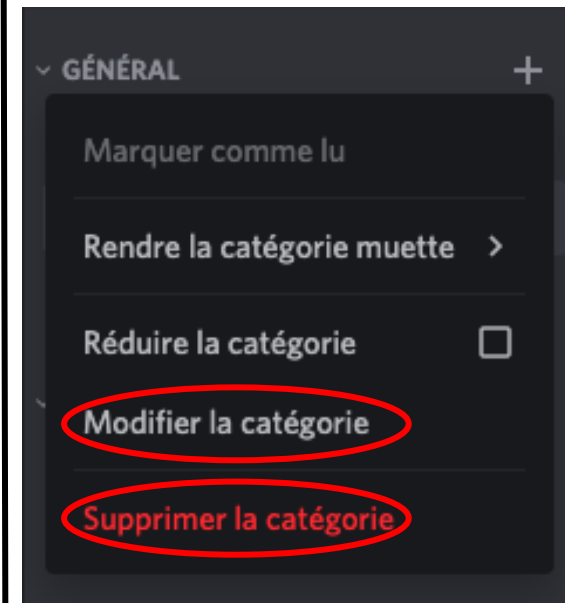 GÉNÉRAL
Marquer comme lu
Rendre la catégorie muette
Réduire la catégorie
Modifier la catégorie
Supprimer la catégorie